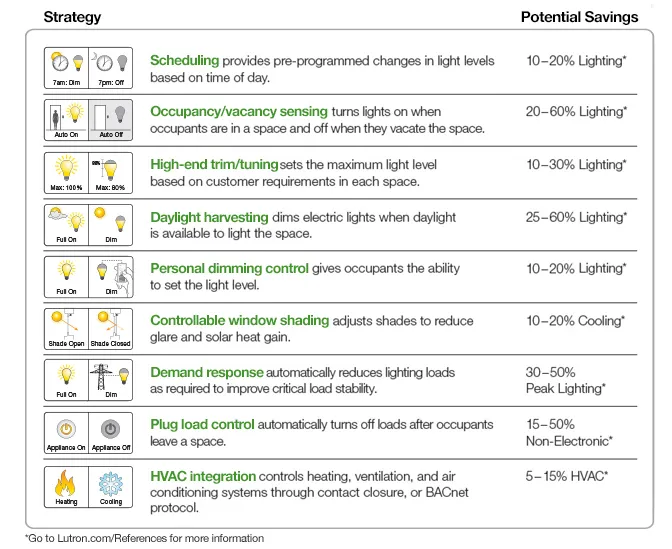 Strategy
Potential Savings
7am: Dim
7pm: Off
Scheduling provides pre-programmed changes in light levels
based on time of day.
10–20% Lighting*
Auto On
Auto Off
Occupancy/vacancy sensing turns lights on when
occupants are in a space and off when they vacate the space.
20–60% Lighting*
Max: 100%
Max: 80%
High-end trim/tuning sets the maximum light level
based on customer requirements in each space.
10–30% Lighting*
Full On
Dim
Daylight harvesting dims electric lights when daylight
is available to light the space.
25–60% Lighting*
Full On
Dim
Personal dimming control gives occupants the ability
to set the light level.
10–20% Lighting*
Shade Open
Shade Closed
Controllable window shading adjusts shades to reduce
glare and solar heat gain.
10–20% Cooling*
Full On
Dim
Demand response automatically reduces lighting loads
as required to improve critical load stability.
30–50%
Peak Lighting*
Appliance On
Appliance Off
Plug load control automatically turns off loads after occupants
leave a space.
15–50%
Non-Electronic*
Heating
Cooling
HVAC integration controls heating, ventilation, and air
conditioning systems through contact closure, or BACnet
protocol.
5–15% HVAC*
*Go to Lutron.com/References for more information